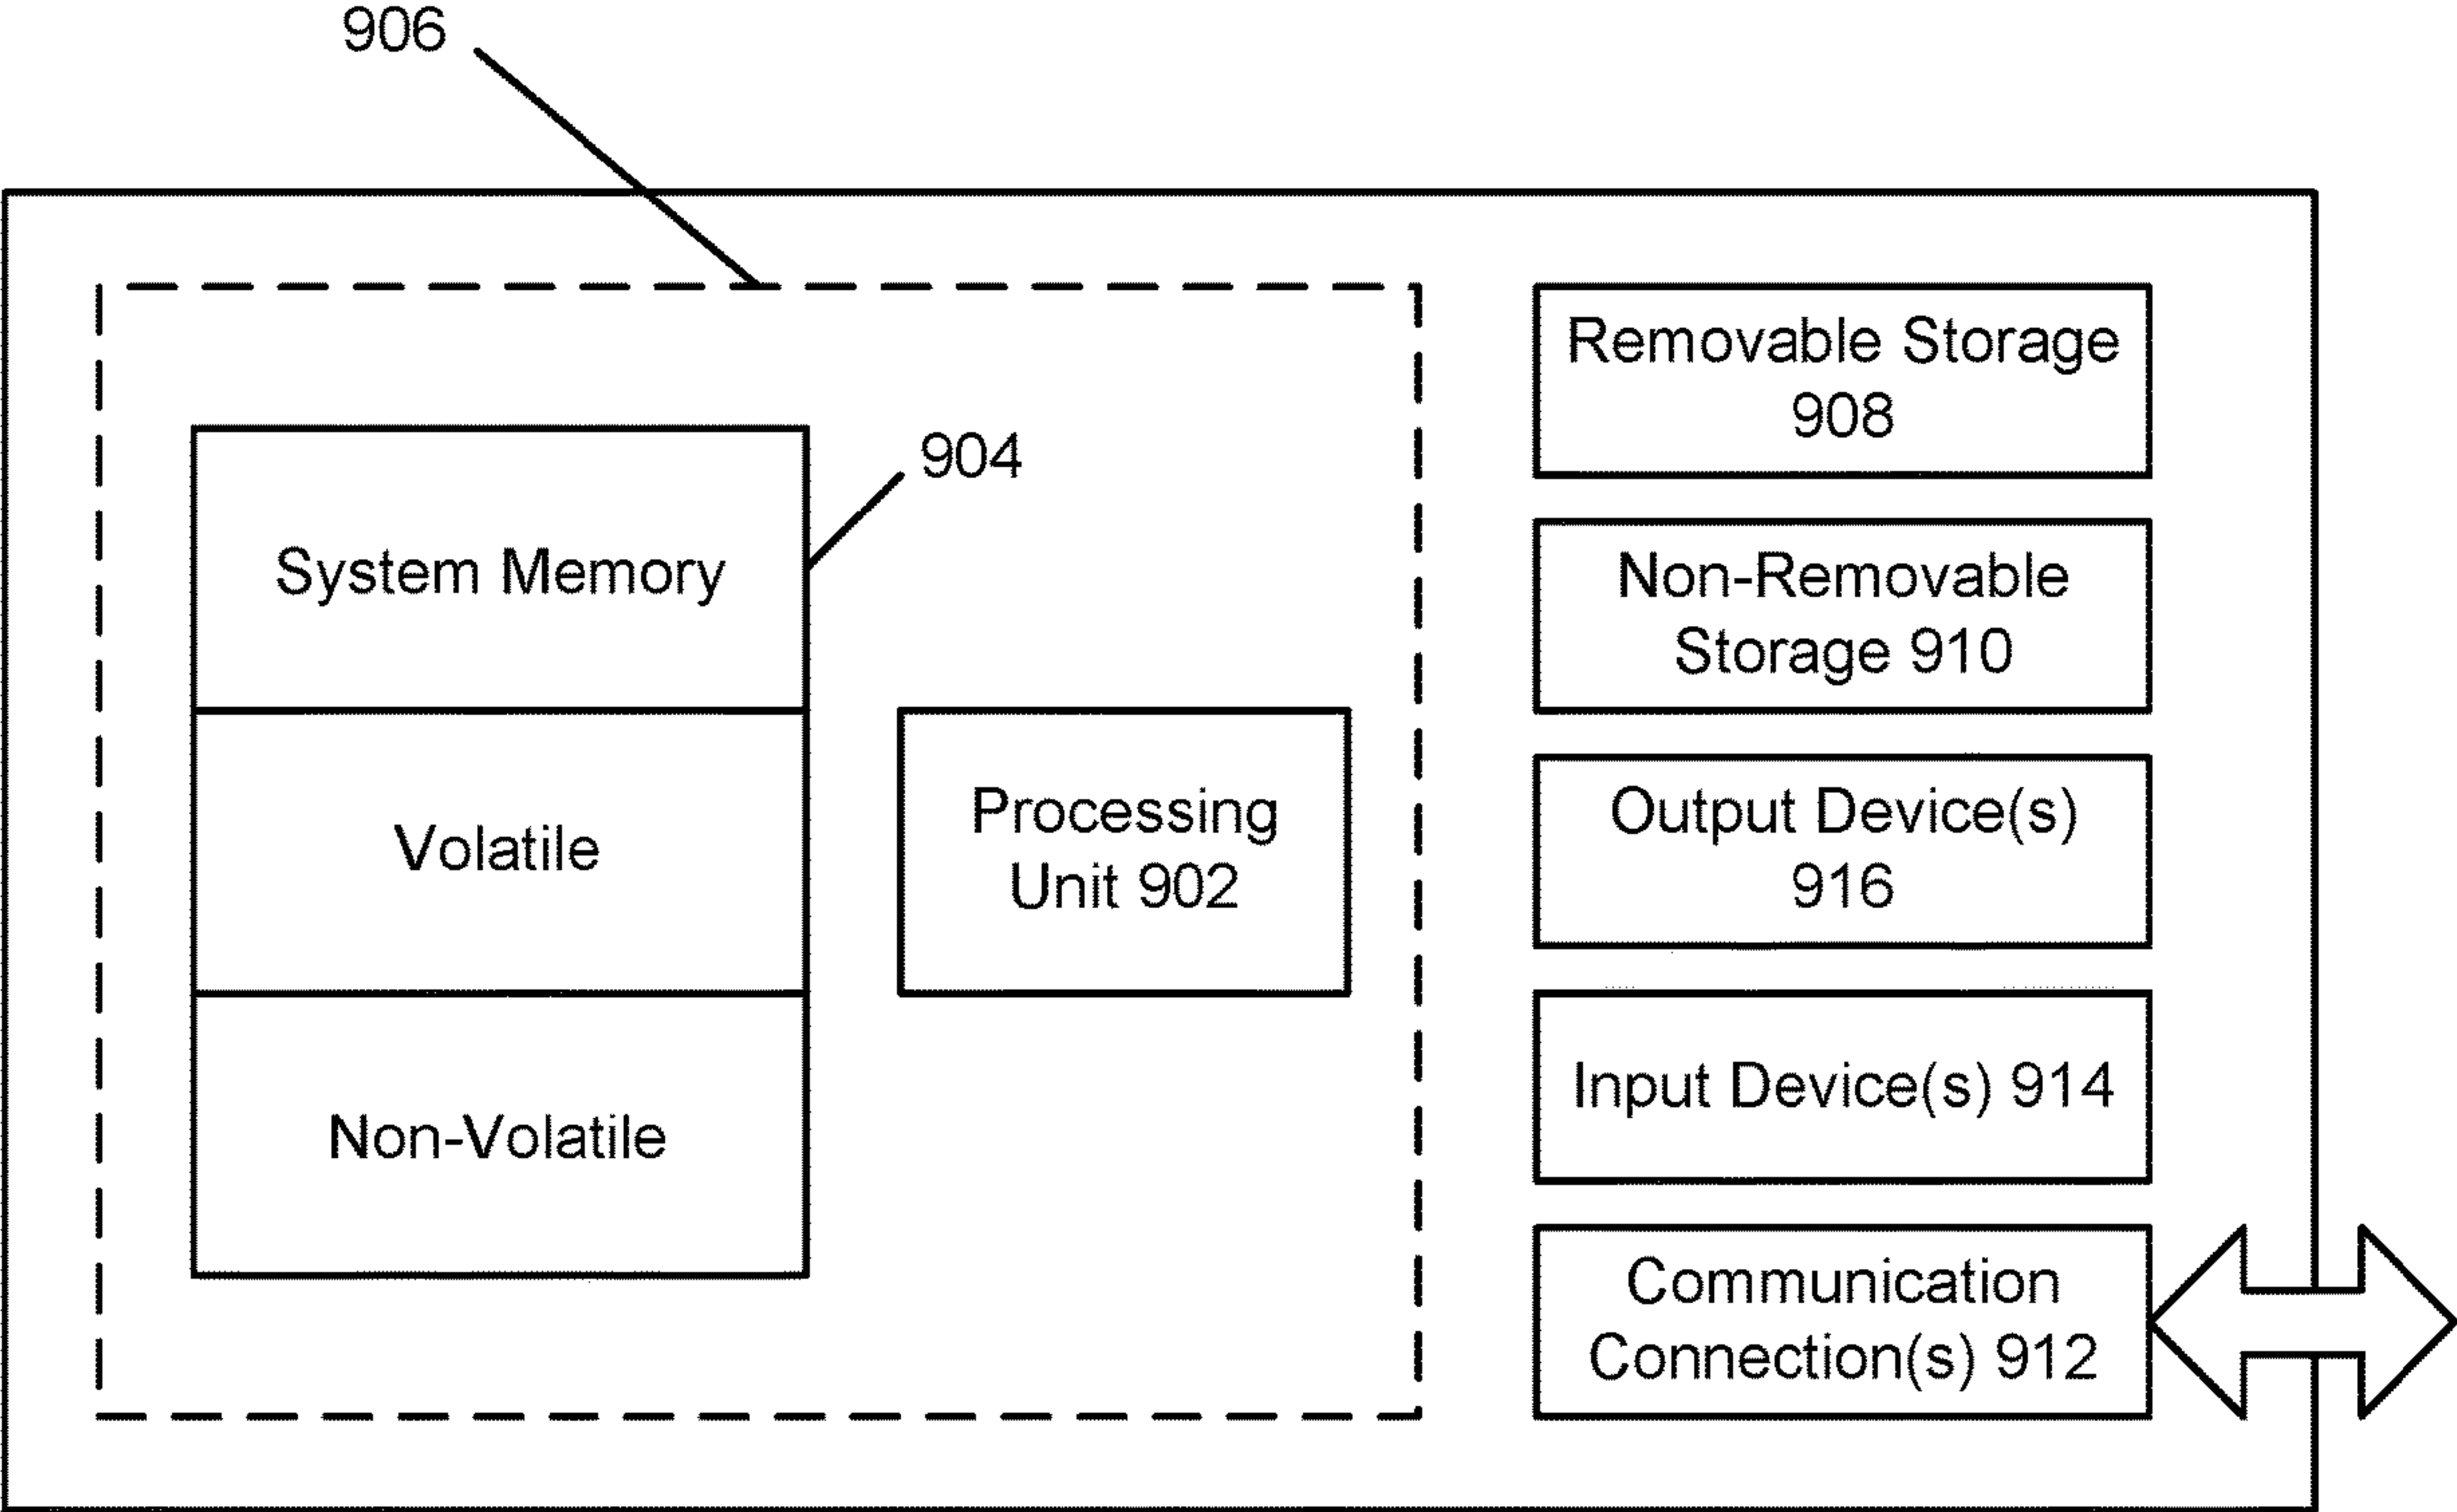 906
904
System Memory
Volatile
Non-Volatile
Processing
Unit 902
Removable Storage
908
Non-Removable
Storage 910
Output Device(s)
916
Input Device(s) 914
Communication
Connection(s) 912